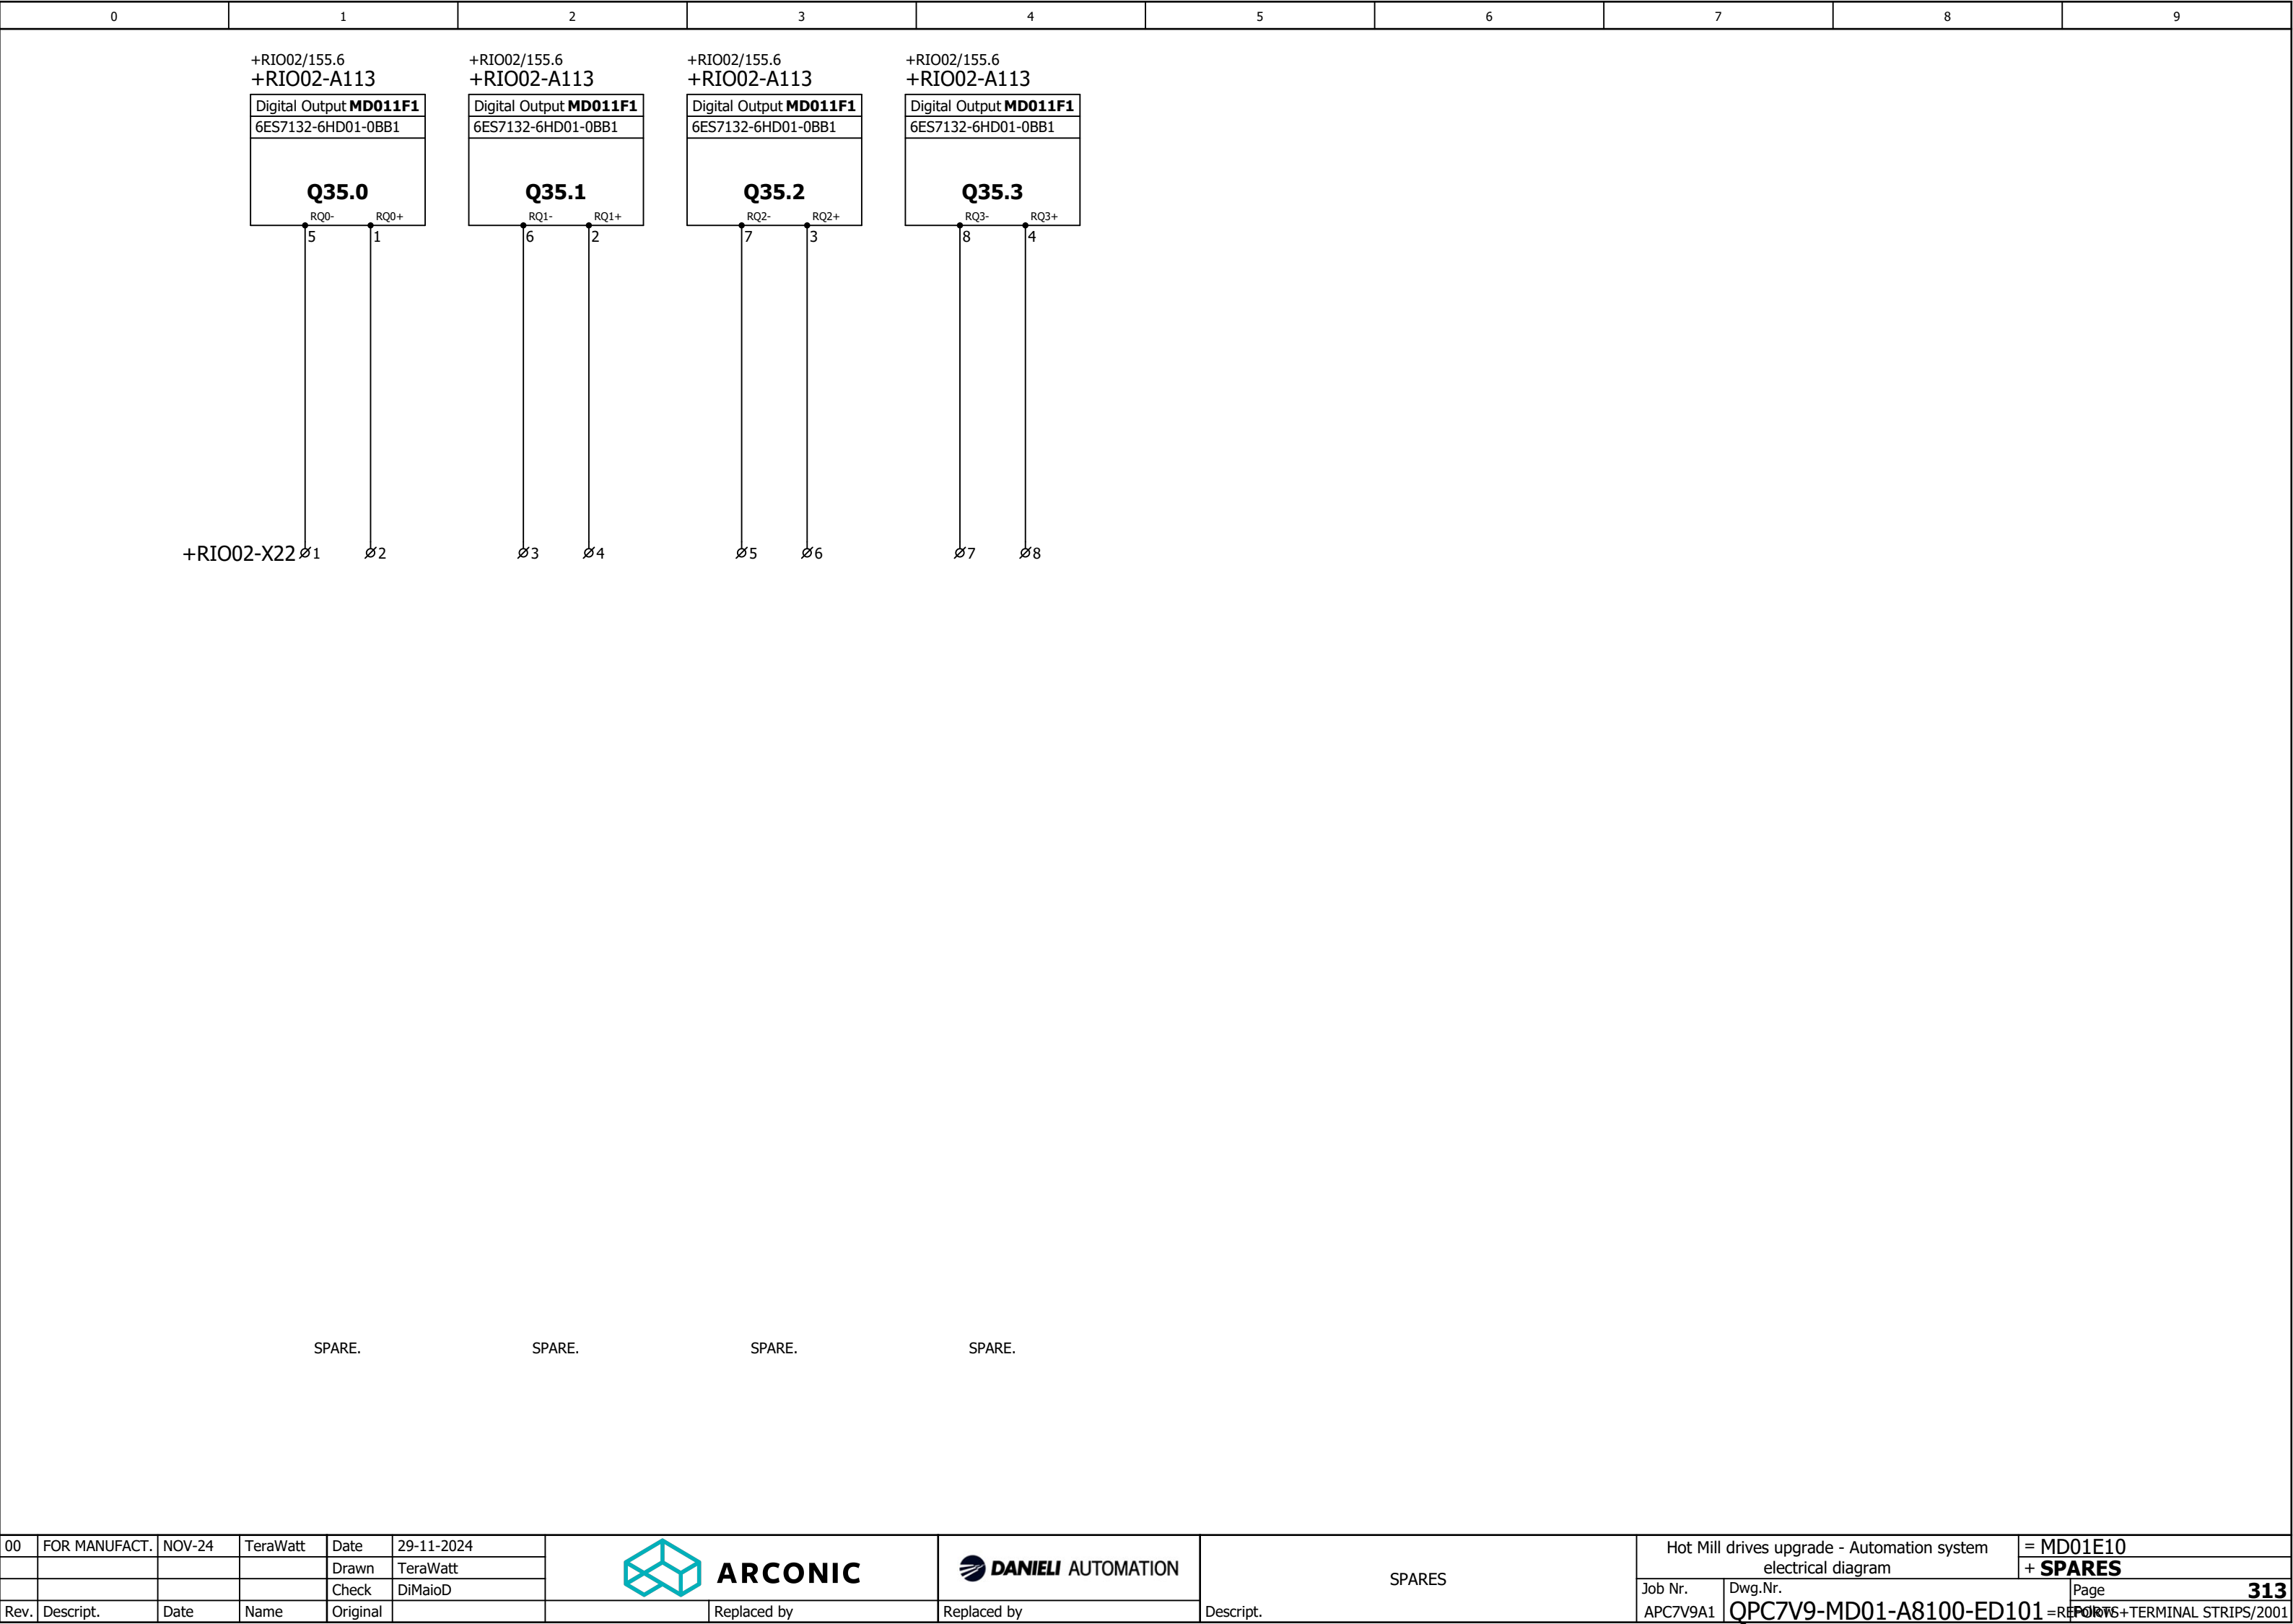 0 1 2 3 4 5 6 7 8 9
+RIO02/155.6 +RIO02/155.6 +RIO02/155.6 +RIO02/155.6
+RIO02-A113 +RIO02-A113 +RIO02-A113 +RIO02-A113
Digital Output MD011F1 Digital Output MD011F1 Digital Output MD011F1 Digital Output MD011F1
6ES7132-6HD01-0BB1 6ES7132-6HD01-0BB1 6ES7132-6HD01-0BB1 6ES7132-6HD01-0BB1
Q35.0 Q35.1 Q35.2 Q35.3
RQ0- RQ0+ RQ1- RQ1+ RQ2- RQ2+ RQ3- RQ3+
5 1 6 2 7 3 8 4
+RIO02-X22 1 2 3 4 5 6 7 8
SPARE. SPARE. SPARE. SPARE.
00 FOR MANUFACT. NOV-24 TeraWatt Date 29-11-2024
Drawn TeraWatt
Check DiMaioD
Rev. Descript. Date Name Original
ARCONIC
Replaced by
DANIELI AUTOMATION
Replaced by
SPARES
Descript.
Hot Mill drives upgrade - Automation system
electrical diagram
= MD01E10
+ SPARES
Job Nr. Dwg.Nr. Page 313
APC7V9A1 QPC7V9-MD01-A8100-ED101 =REPORTS+TERMINAL STRIPS/2001
Follow